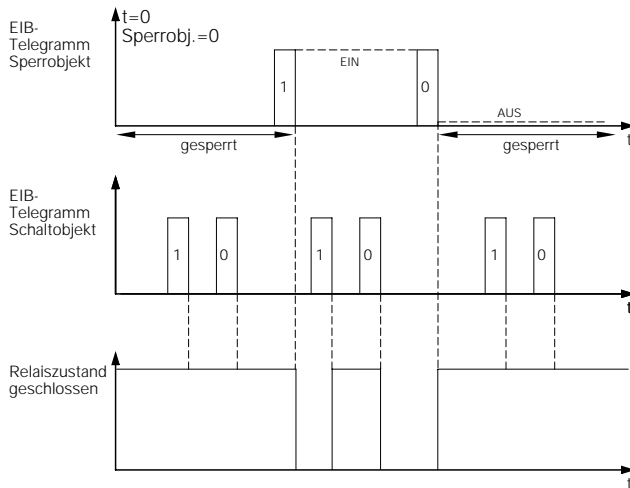 EIB-
Telegramm
Sperrobjekt
t=0
Sperrobj.=0
1
EIN
0
AUS
gesperrt
gesperrt
t
EIB-
Telegramm
Schaltobjekt
1
0
1
0
1
0
t
Relaiszustand
geschlossen
t